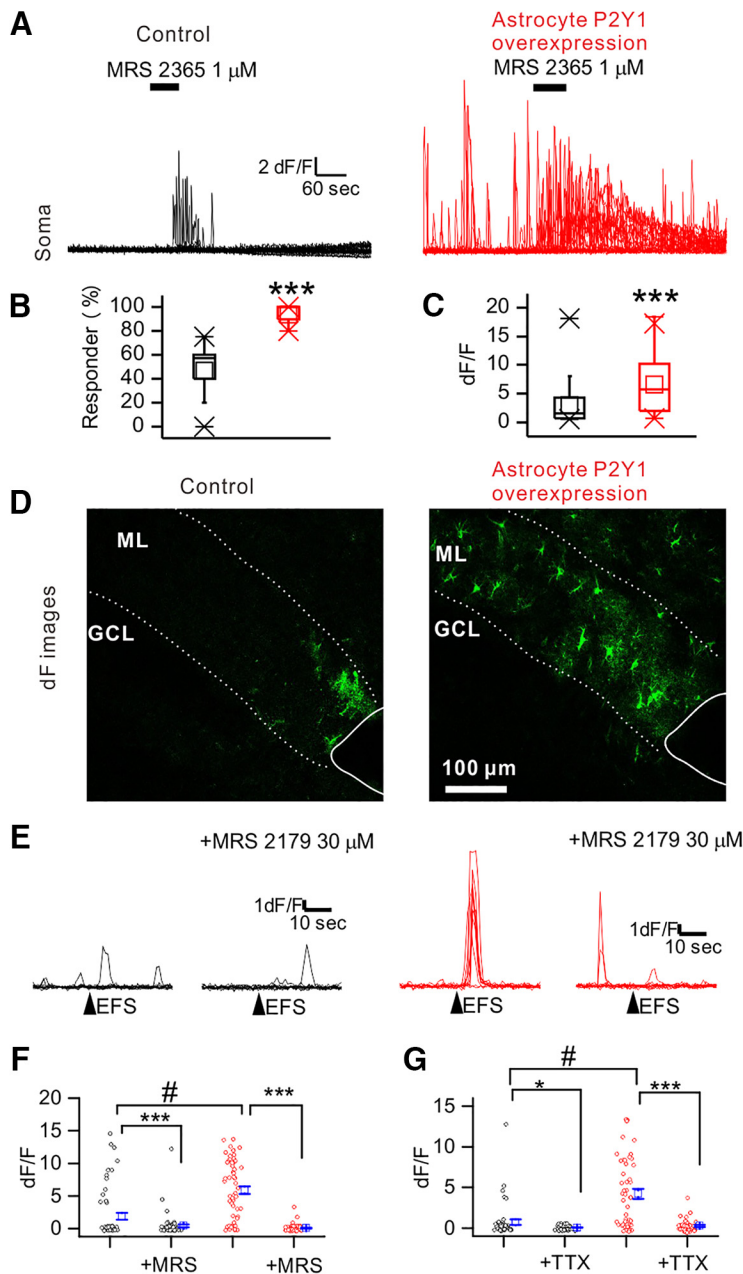 A
Control
MRS 2365 1 μM
Astrocyte P2Y1
overexpression
MRS 2365 1 μM
2 dF/F
60 sec
Soma
B
Responder (%)
100
80
60
40
20
0
***
C
dF/F
20
15
10
5
0
***
D
Control
Astrocyte P2Y1
overexpression
dF images
ML
GCL
ML
GCL
100 μm
E
+MRS 2179 30 μM
1dF/F
10 sec
EFS
EFS
+MRS 2179 30 μM
1dF/F
10 sec
EFS
EFS
F
dF/F
20
15
10
5
0
#
***
***
+MRS
+MRS
G
dF/F
15
10
5
0
#
*
***
+TTX
+TTX